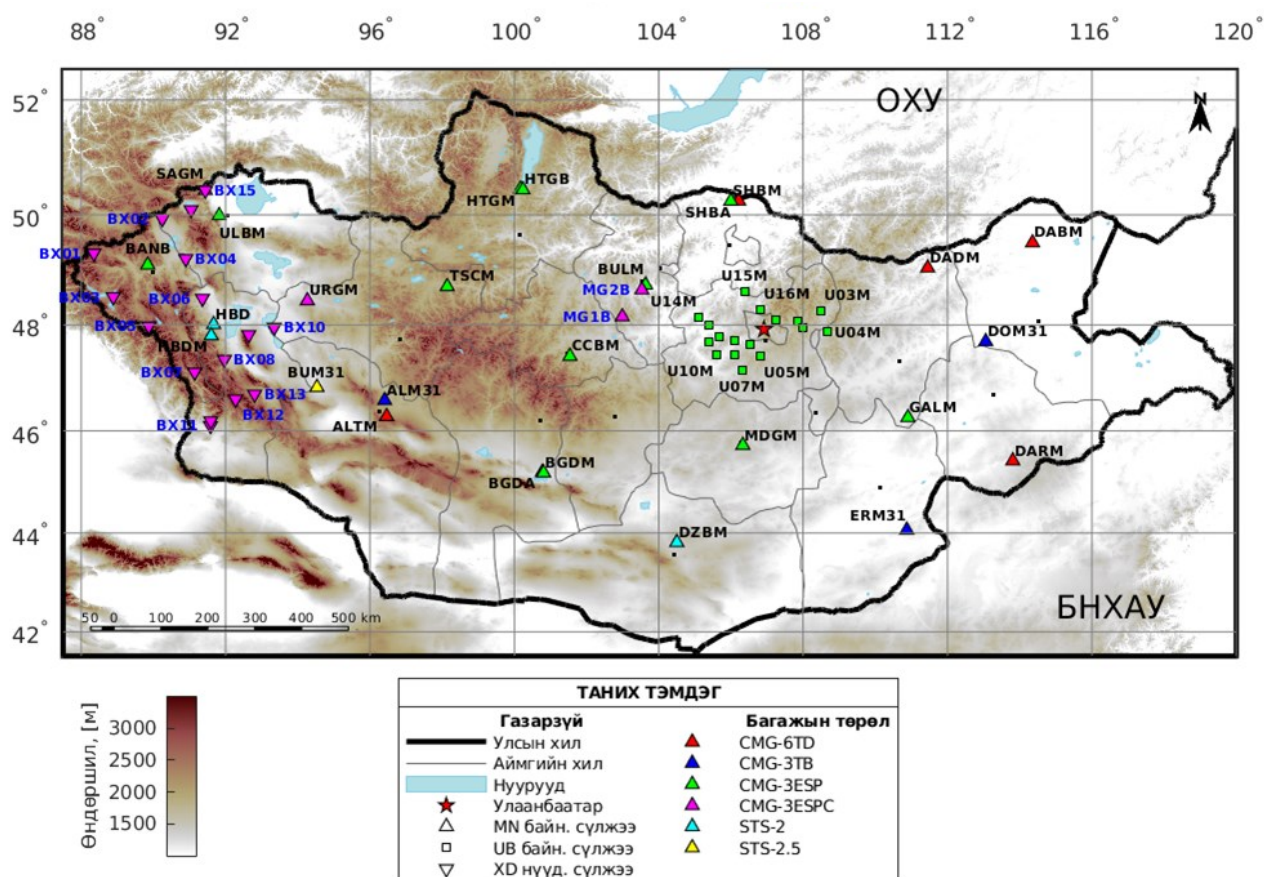 88° 92° 96° 100° 104° 108° 112° 116° 120°
52°
ОХУ
N
SAGM
BX15
HTGB
HTGM
SHBM
50°
BX02
SHBA
ULBM
DABM
BX01
BANB
BX04
DADM
TSCM
BULM
U15M
BX03
BX06
URGM
MG2B
U14M
U16M
U03M
HBD
MG1B
48°
BX05
BX10
U04M
DOM31
HBDM
CCBM
BX08
U10M
U05M
BX07
BUM31
U07M
ALM31
BX13
BX12
GALM
46°
BX11
ALTM
MDGM
BGDM
DARM
BGDA
ERM31
44°
DZBM
БНХАУ
50 0 100 200 300 400 500 km
42°
ТАНИХ ТЭМДЭГ
Газарзүй
Багажын төрөл
Улсын хил
CMG-6TD
Аймгийн хил
CMG-3TB
Нуурууд
CMG-3ESP
Улаанбаатар
CMG-3ESPC
MN байн. сүлжээ
STS-2
UB байн. сүлжээ
STS-2.5
XD нууд. сүлжээ
Өндөршил, [м]
3000
2500
2000
1500